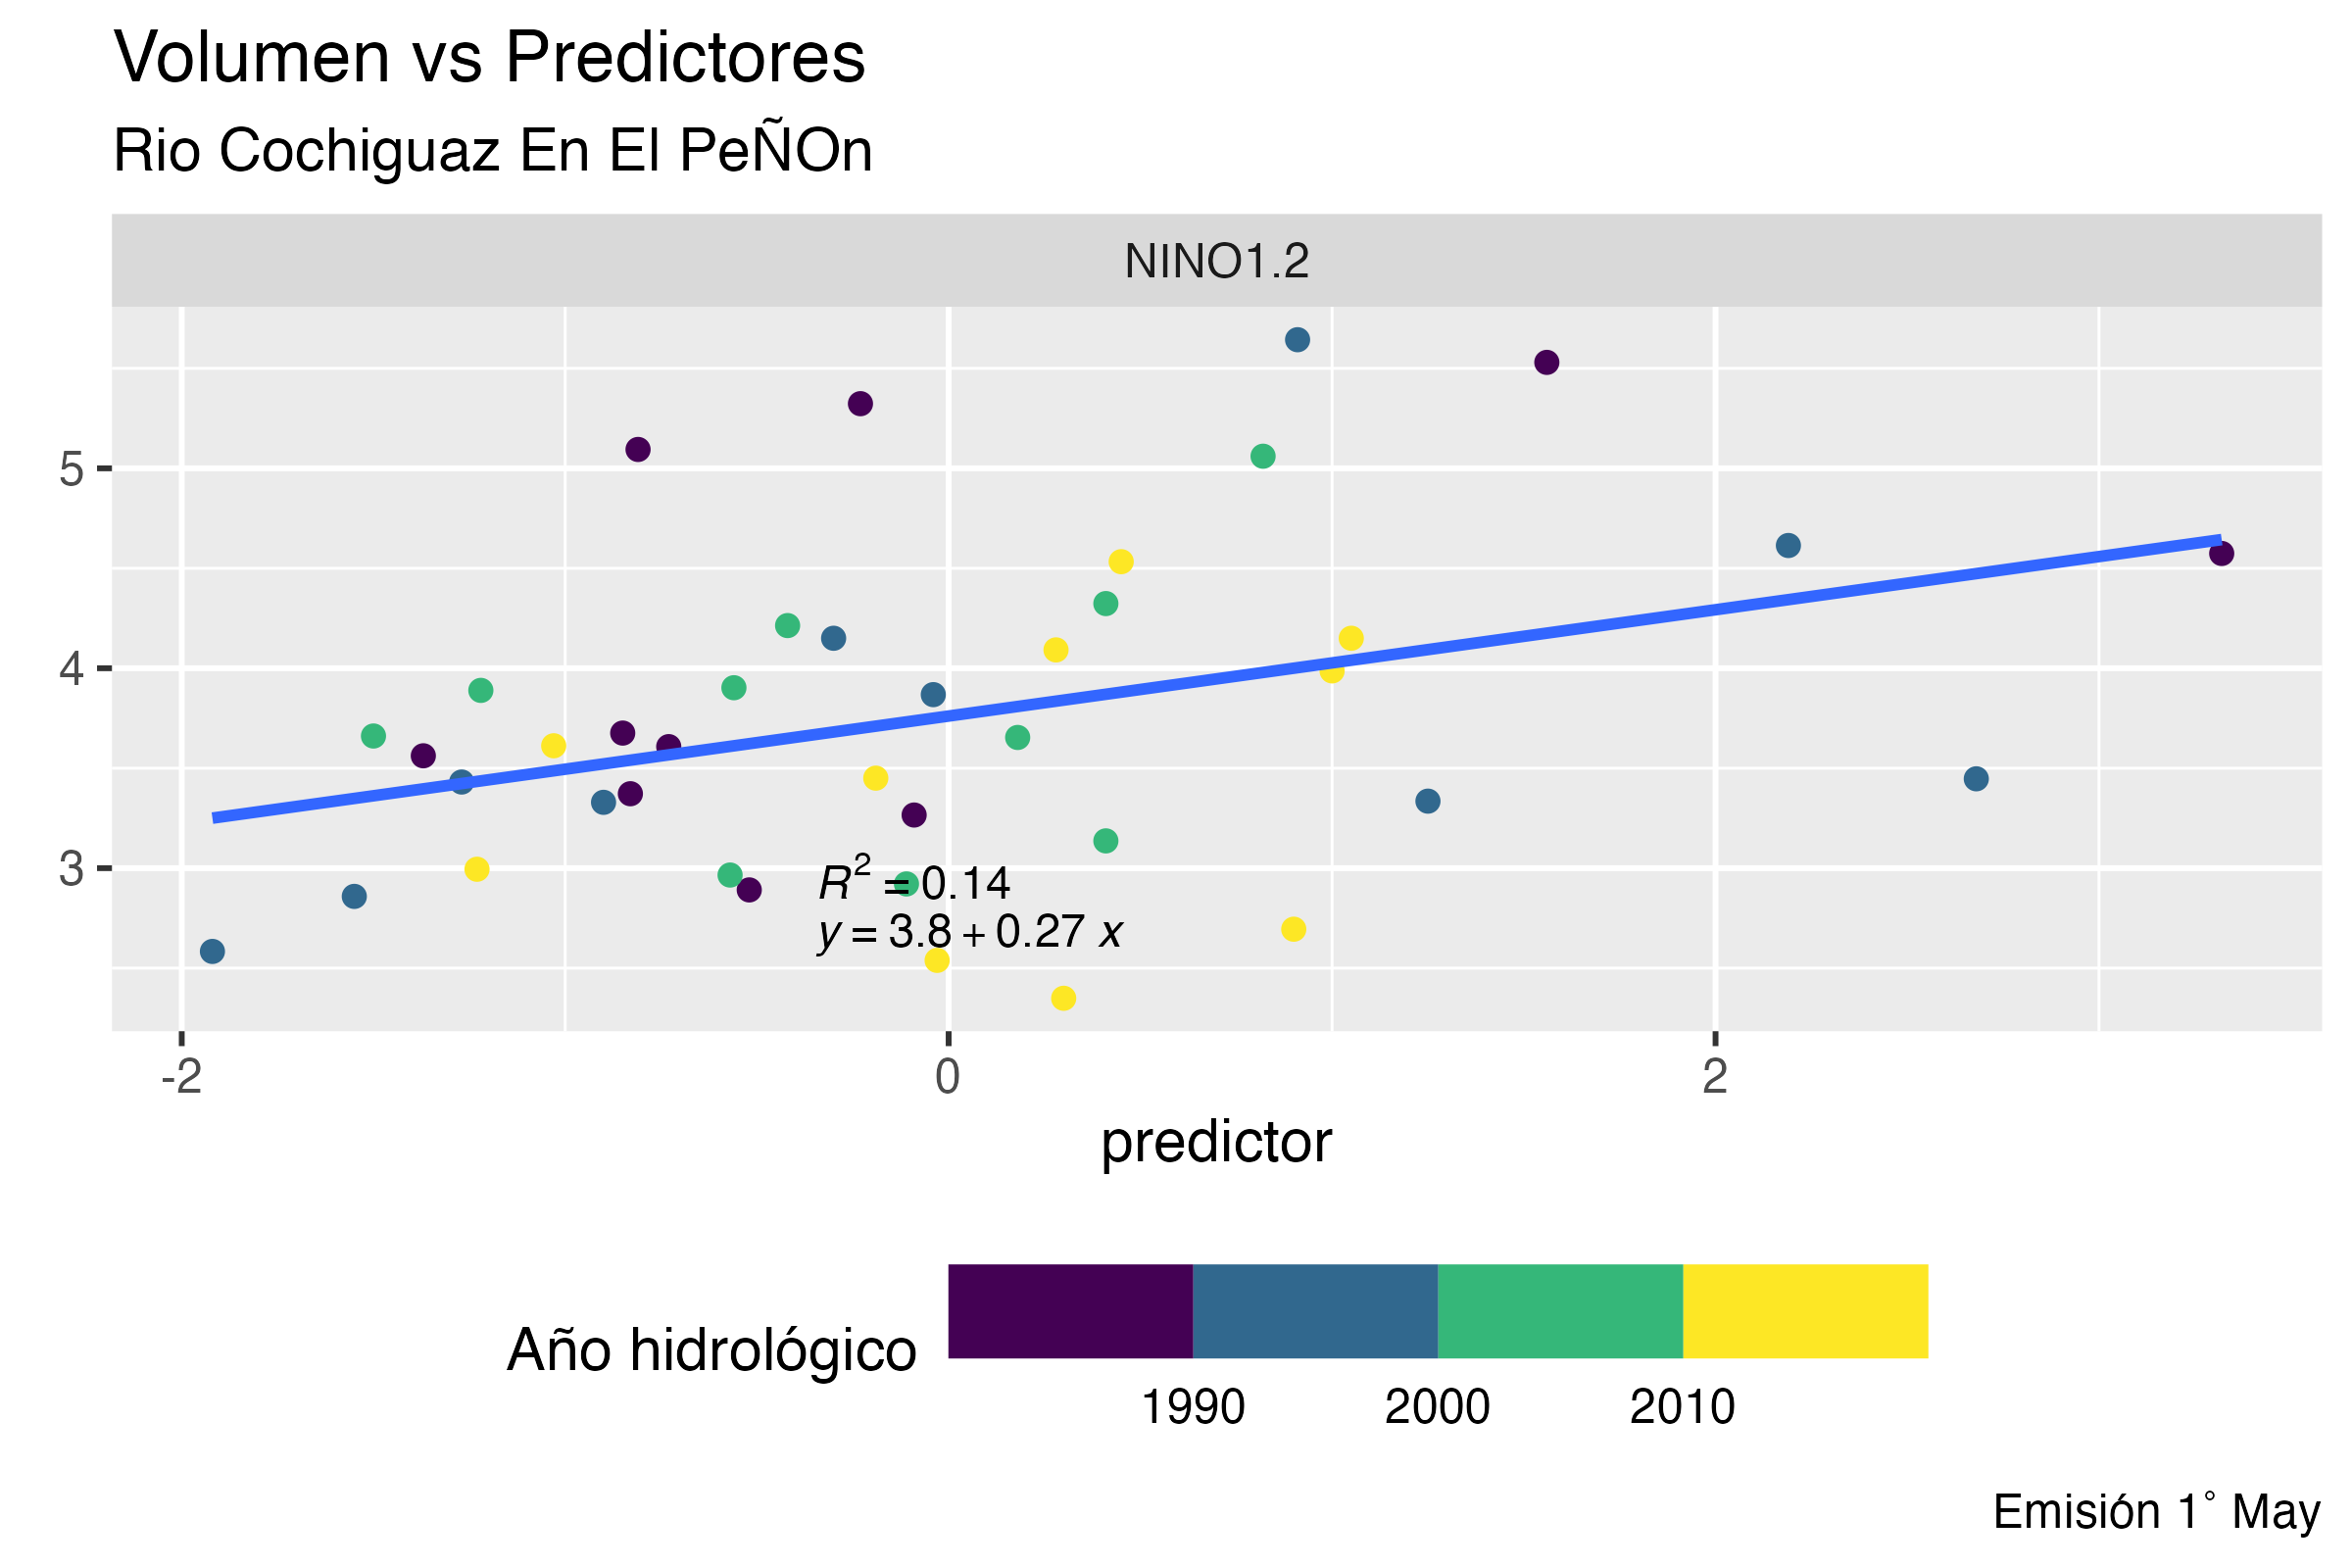 Volumen vs Predictores
Rio Cochiguaz En El PeÑOn
NINO1.2
5
4
3
R² = 0.14
y = 3.8 + 0.27 x
-2 0 2
predictor
Año hidrológico
1990 2000 2010
Emisión 1° May